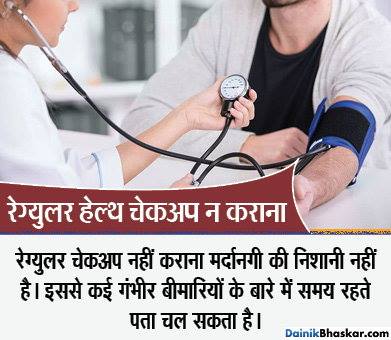 रेग्युलर हेल्थ चेकअप न कराना
रेग्युलर चेकअप नहीं कराना मर्दानगी की निशानी नहीं
है। इससे कई गंभीर बीमारियों के बारे में समय रहते
पता चल सकता है।
DainikBhaskar.com